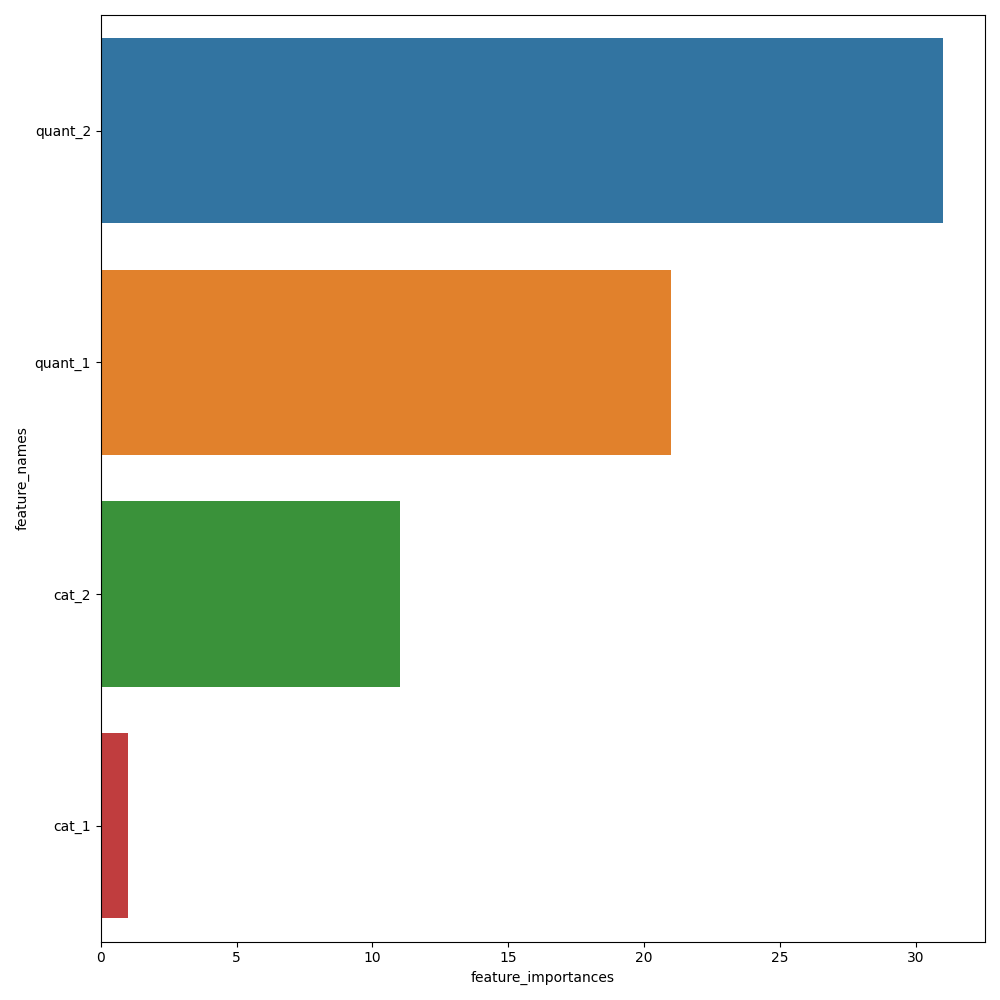 quant_2
quant_1
cat_2
cat_1
feature_names
0 5 10 15 20 25 30
feature_importances